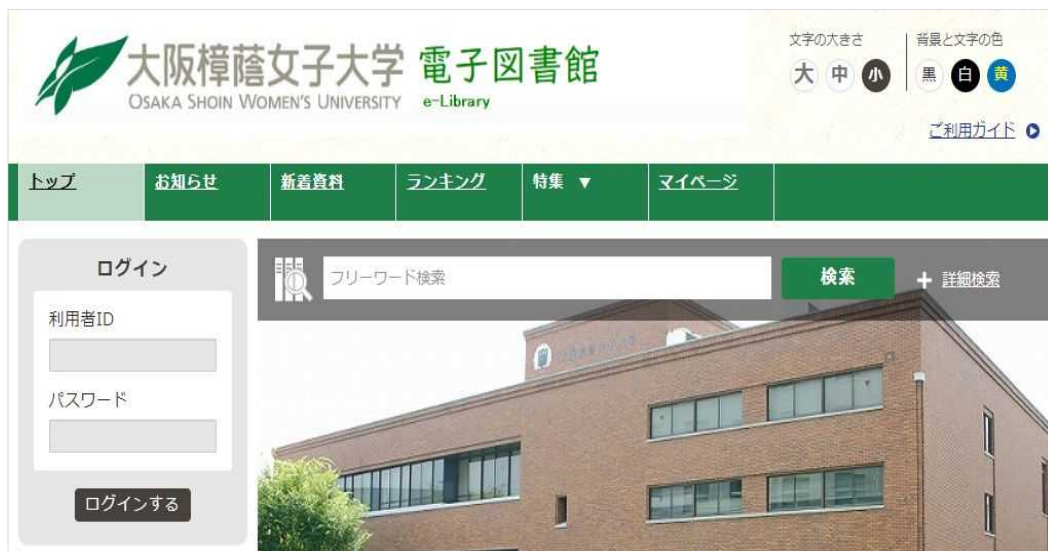 大阪樟蔭女子大学 電子図書館
OSAKA SHOIN WOMEN'S UNIVERSITY e-Library
文字の大きさ
大 中 小
背景と文字の色
黒 白 黄
ご利用ガイド
トップ お知らせ 新着資料 ランキング 特集 ▼ マイページ
ログイン
利用者ID
パスワード
ログインする
フリーワード検索 検索 + 詳細検索